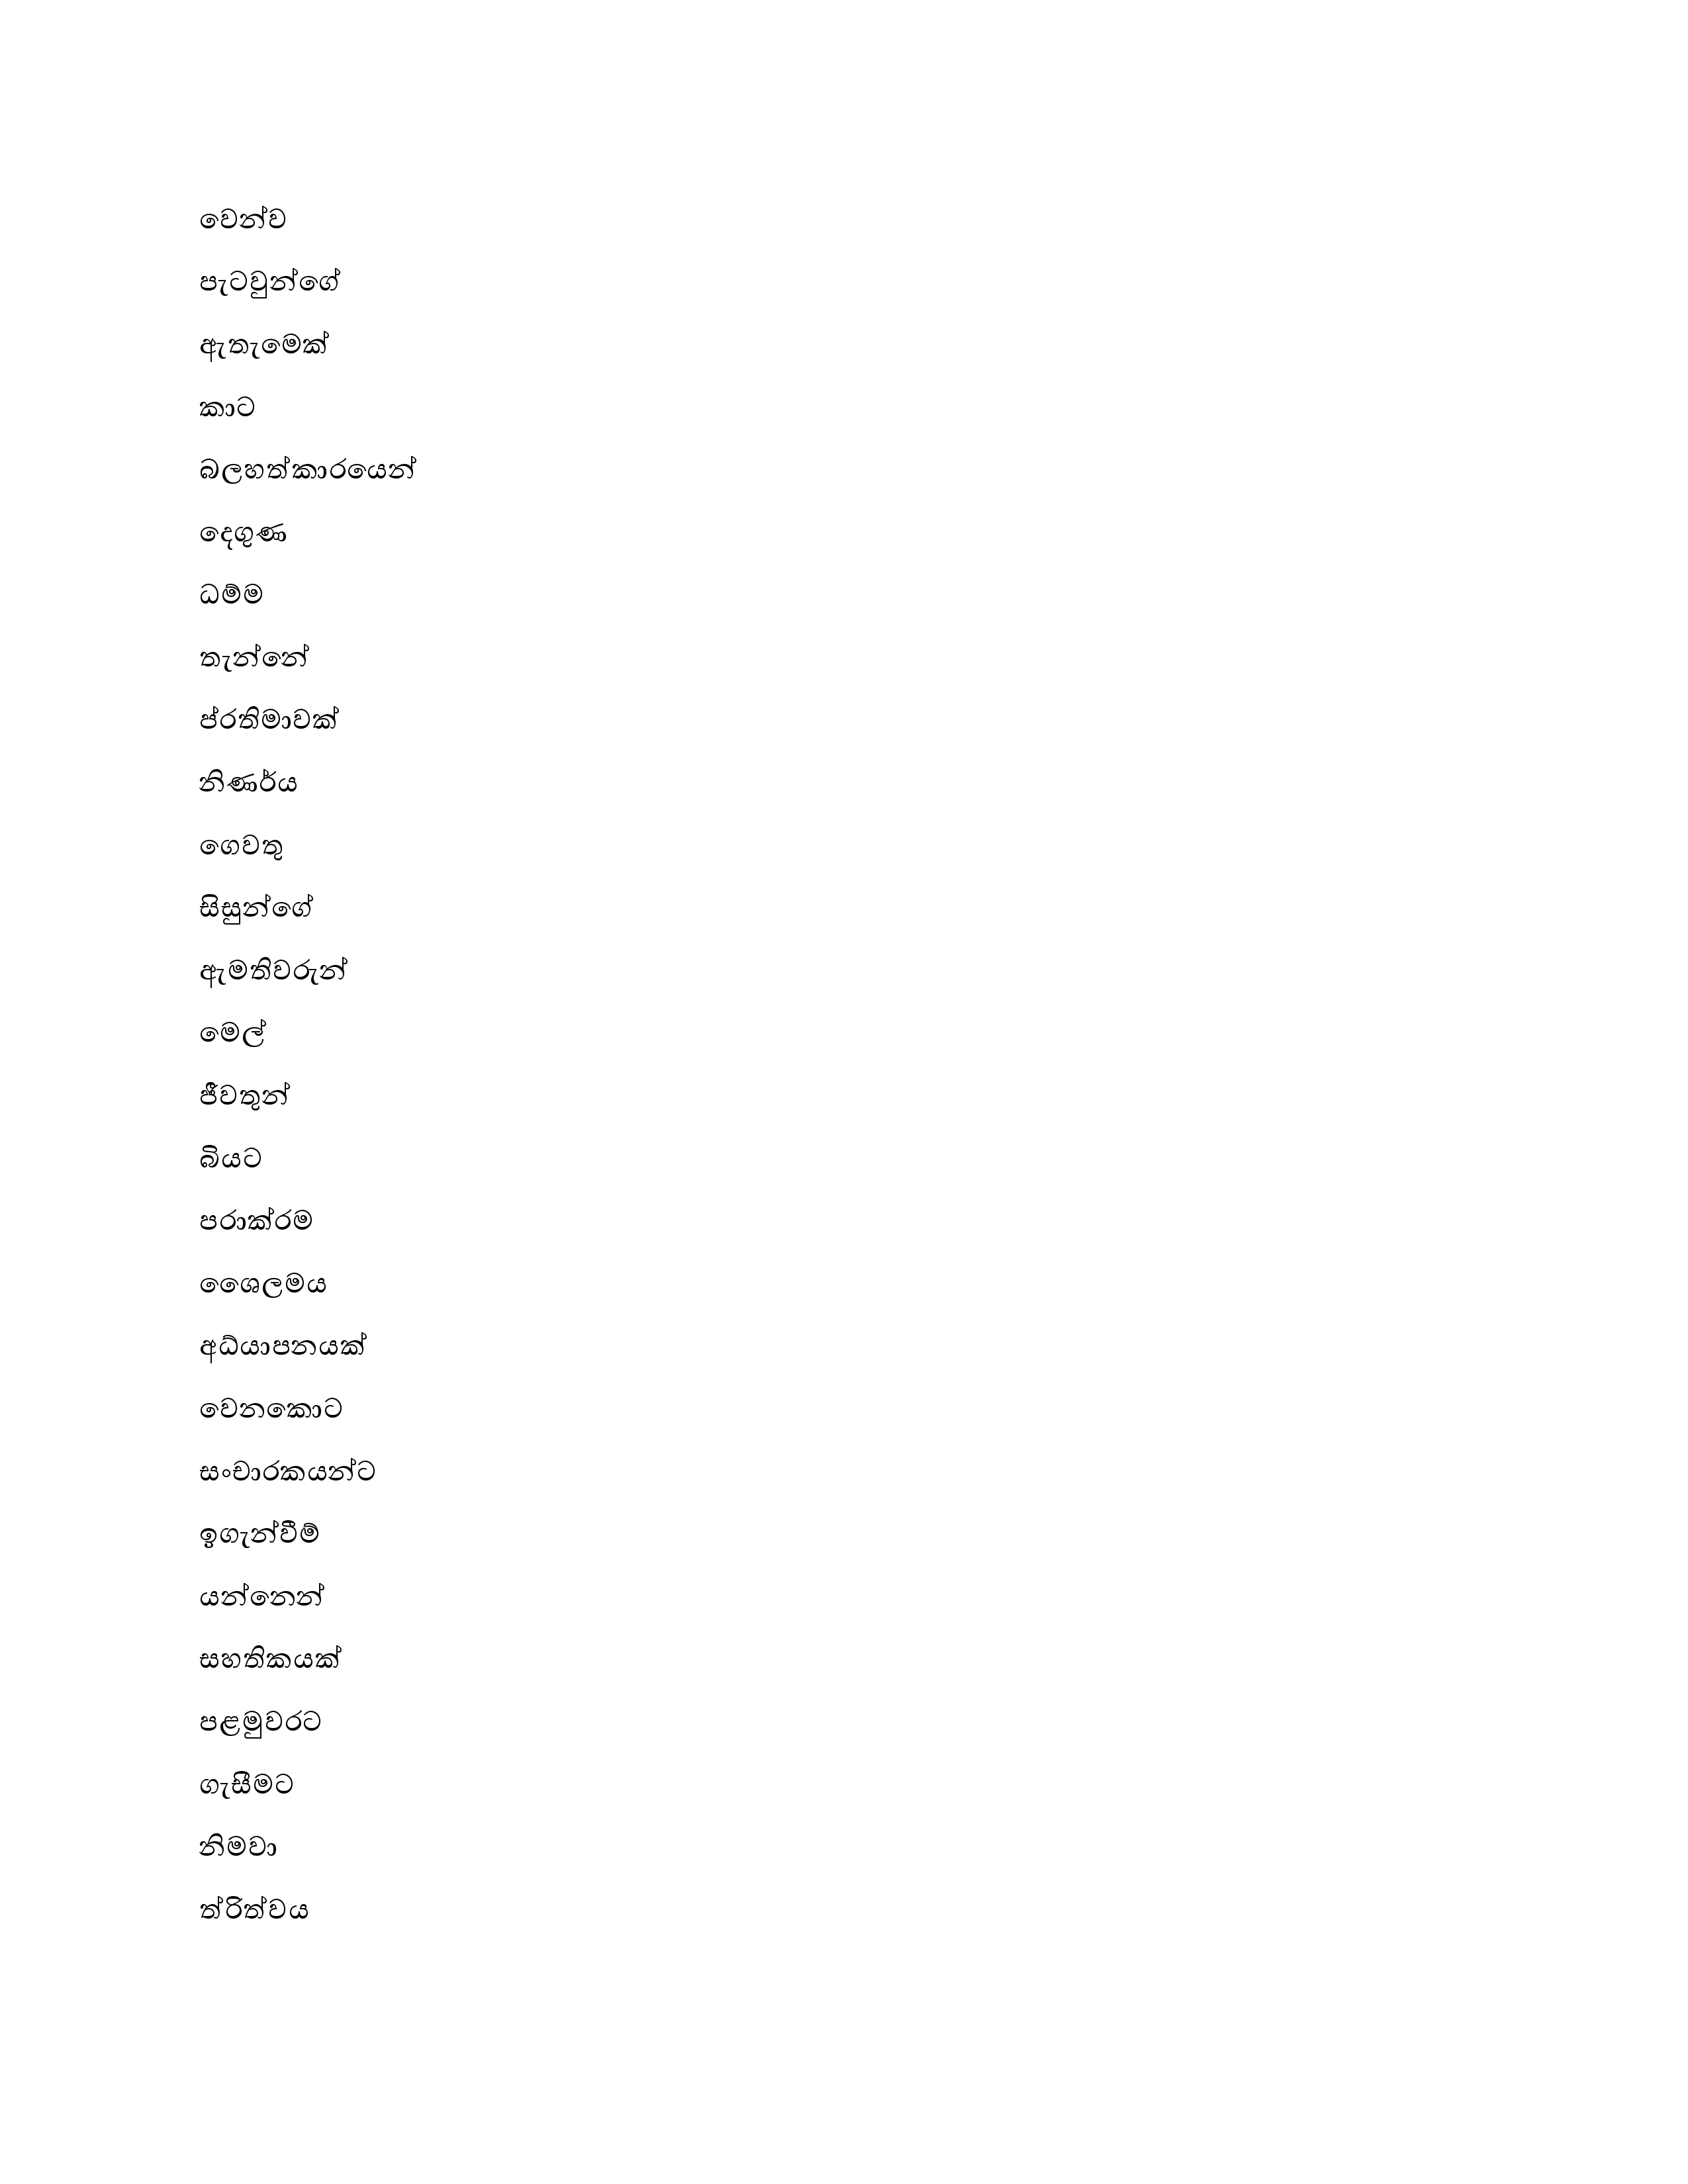 වෙන්ව
පැටවුන්ගේ
ඇතැමෙක්
කාට
බලහත්කාරයෙන්
දෙගුණ
ධම්ම
තැන්නේ
ප්රතිමාවක්
නිර්ණය
ගෙවතු
සිසුන්ගේ
ඇමතිවරුන්
මෙල්
ජීවතුන්
බියට
පරාක්රම
ශෛලමය
අධ්යාපනයක්
වෙනකොට
සංචාරකයන්ට
ඉගැන්වීම්
යන්නෙන්
සහතිකයක්
පළමුවරට
ගැසීමට
නිමවා
ත්රිත්වය